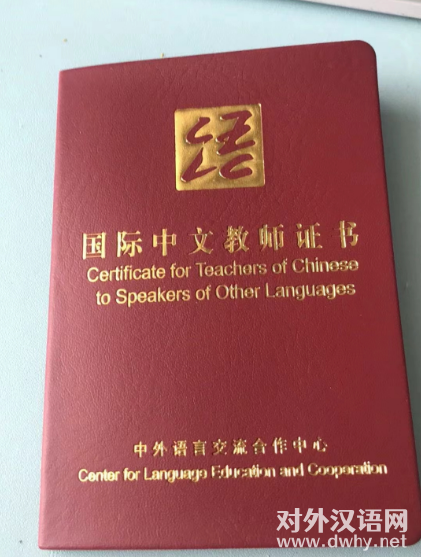 国际中文教师证书
Certificate for Teachers of Chinese
to Speakers of Other Languages
中外语言交流合作中心
Center for Language Education and Cooperation
对外汉语网
www.dwhy.net